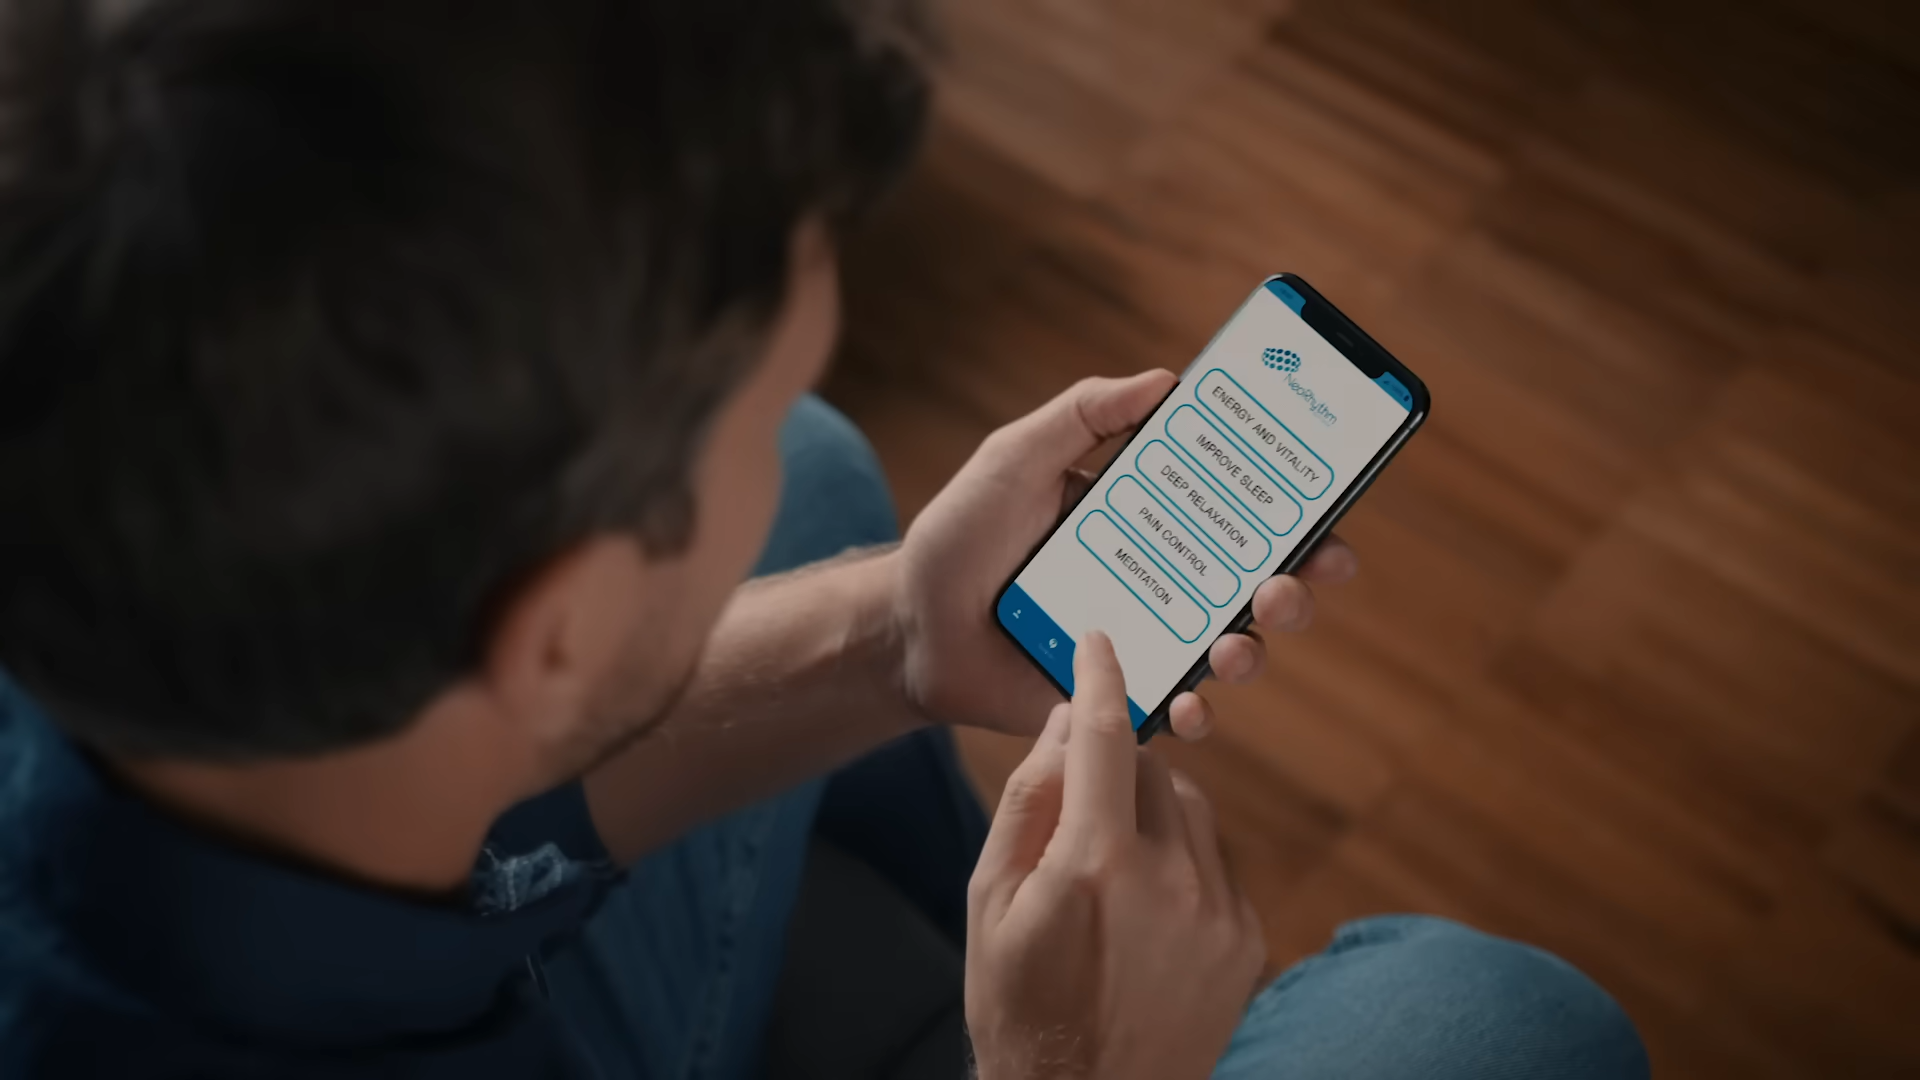 NeoRhythm
ENERGY AND VITALITY
IMPROVE SLEEP
DEEP RELAXATION
PAIN CONTROL
MEDITATION